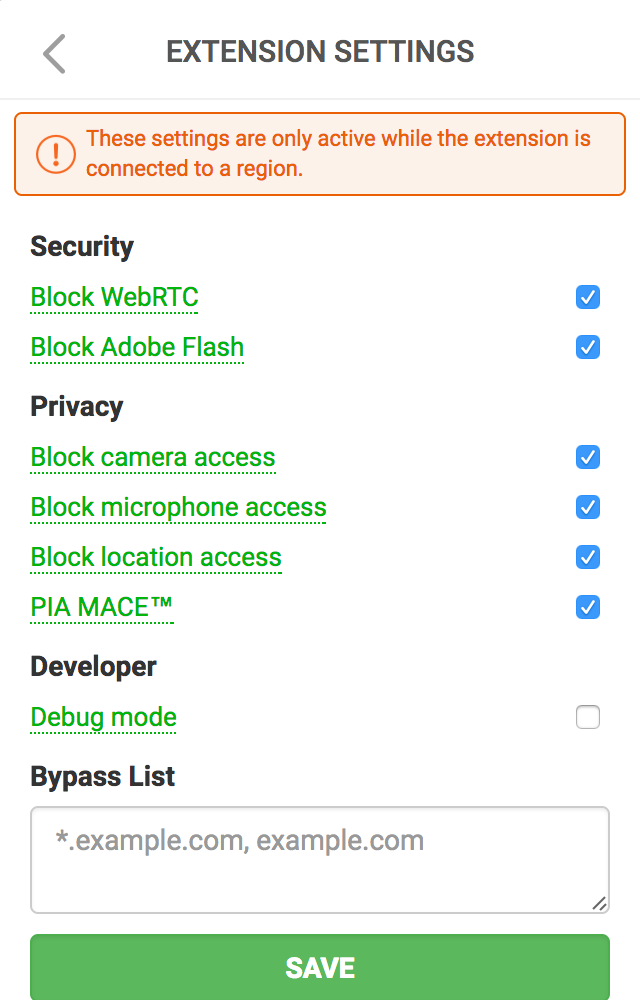 EXTENSION SETTINGS
These settings are only active while the extension is
connected to a region.
Security
Block WebRTC
Block Adobe Flash
Privacy
Block camera access
Block microphone access
Block location access
PIA MACE™
Developer
Debug mode
Bypass List
*.example.com, example.com
SAVE